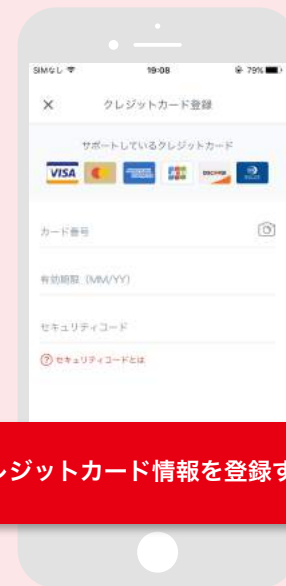 SIMなし 19:08 79%
クレジットカード登録
サポートしているクレジットカード
VISA AMERICAN EXPRESS JCB DISCOVER
カード番号
有効期限 (MM/YY)
セキュリティコード
? セキュリティコードとは
レジットカード情報を登録す